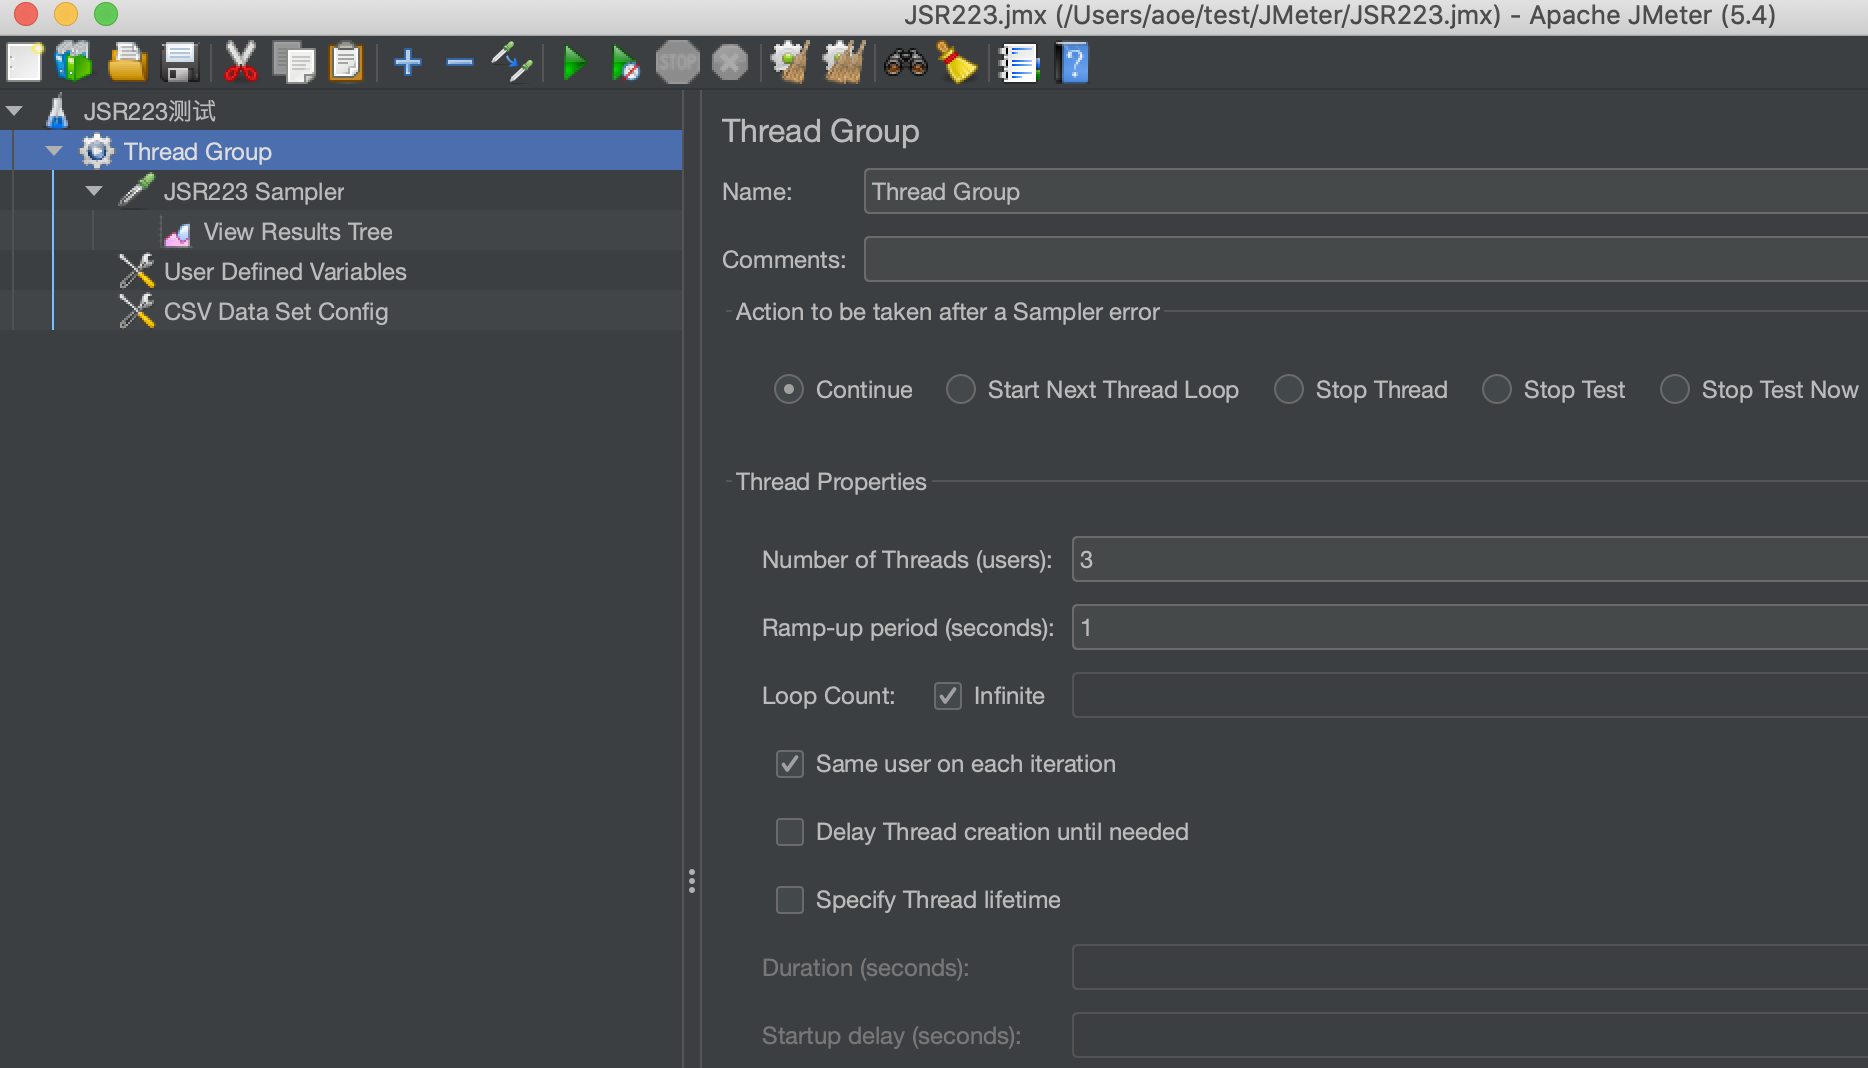 JSR223.jmx (/Users/aoe/test/JMeter/JSR223.jmx) - Apache JMeter (5.4)
STOP
?
JSR223测试
Thread Group
JSR223 Sampler
View Results Tree
User Defined Variables
CSV Data Set Config
Thread Group
Name: Thread Group
Comments:
Action to be taken after a Sampler error
Continue Start Next Thread Loop Stop Thread Stop Test Stop Test Now
Thread Properties
Number of Threads (users): 3
Ramp-up period (seconds): 1
Loop Count: Infinite
Same user on each iteration
Delay Thread creation until needed
Specify Thread lifetime
Duration (seconds):
Startup delay (seconds):